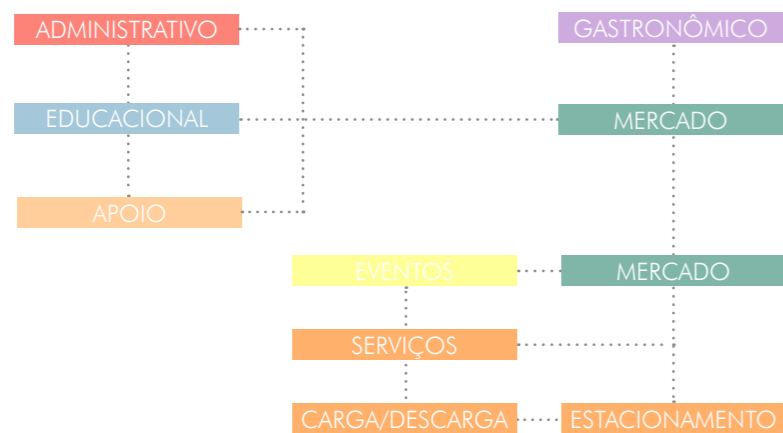 ADMINISTRATIVO
GASTRONÔMICO
EDUCACIONAL
MERCADO
APOIO
EVENTOS
MERCADO
SERVIÇOS
CARGA/DESCARGA
ESTACIONAMENTO